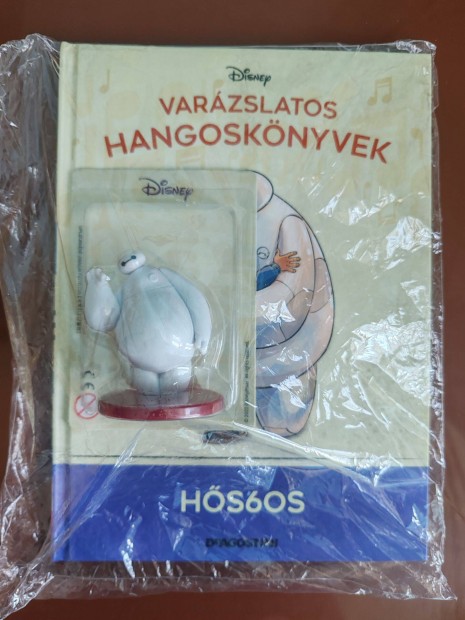 Disney
VARÁZSLATOS
HANGOSKÖNYVEK
Disney
HŐS6OS
DEAGOSTINI